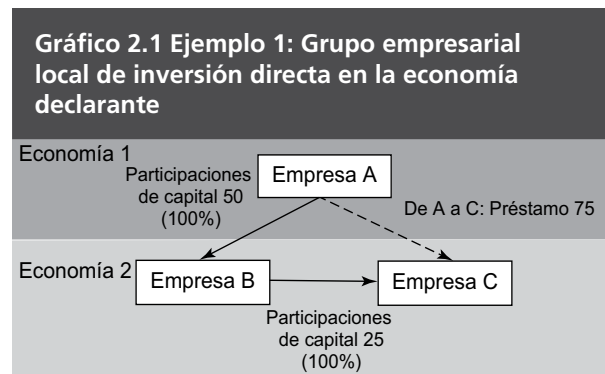 Gráfico 2.1 Ejemplo 1: Grupo empresarial
local de inversión directa en la economía
declarante
Economía 1
Participaciones
de capital 50
(100%)
Empresa A
De A a C: Préstamo 75
Economía 2
Empresa B
Empresa C
Participaciones
de capital 25
(100%)